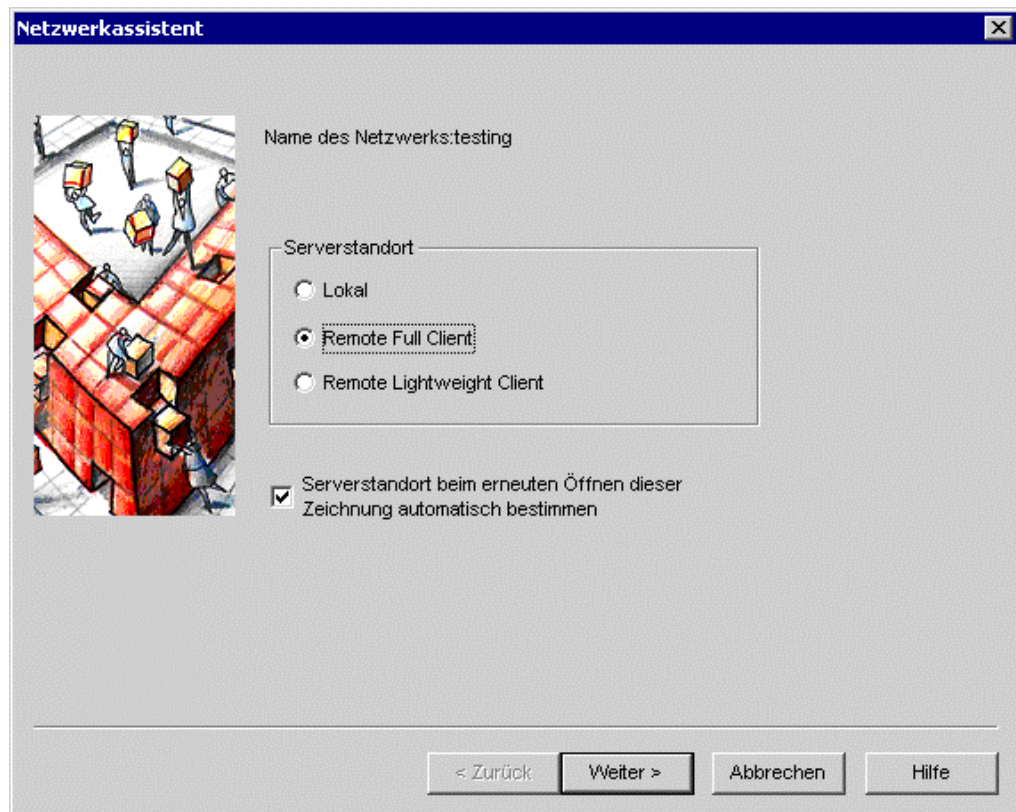 Netzwerkassistent
Name des Netzwerks:testing
Serverstandort
Lokal
Remote Full Client
Remote Lightweight Client
Serverstandort beim erneuten Öffnen dieser
Zeichnung automatisch bestimmen
< Zurück
Weiter >
Abbrechen
Hilfe